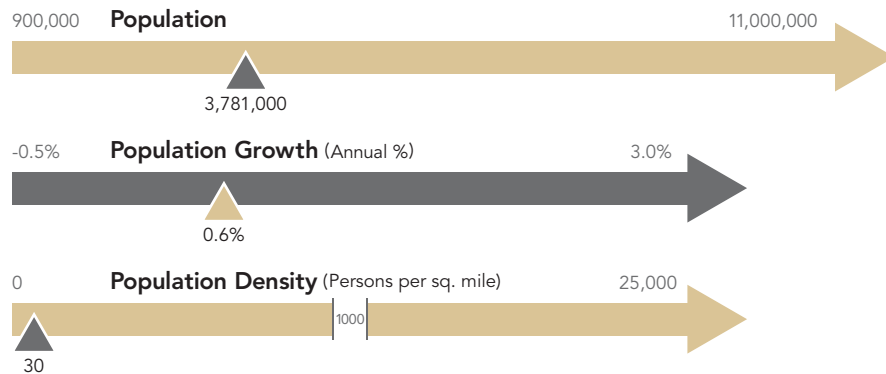 900,000 Population 11,000,000
3,781,000
-0.5% Population Growth (Annual %) 3.0%
0.6%
0 Population Density (Persons per sq. mile) 25,000
1000
30